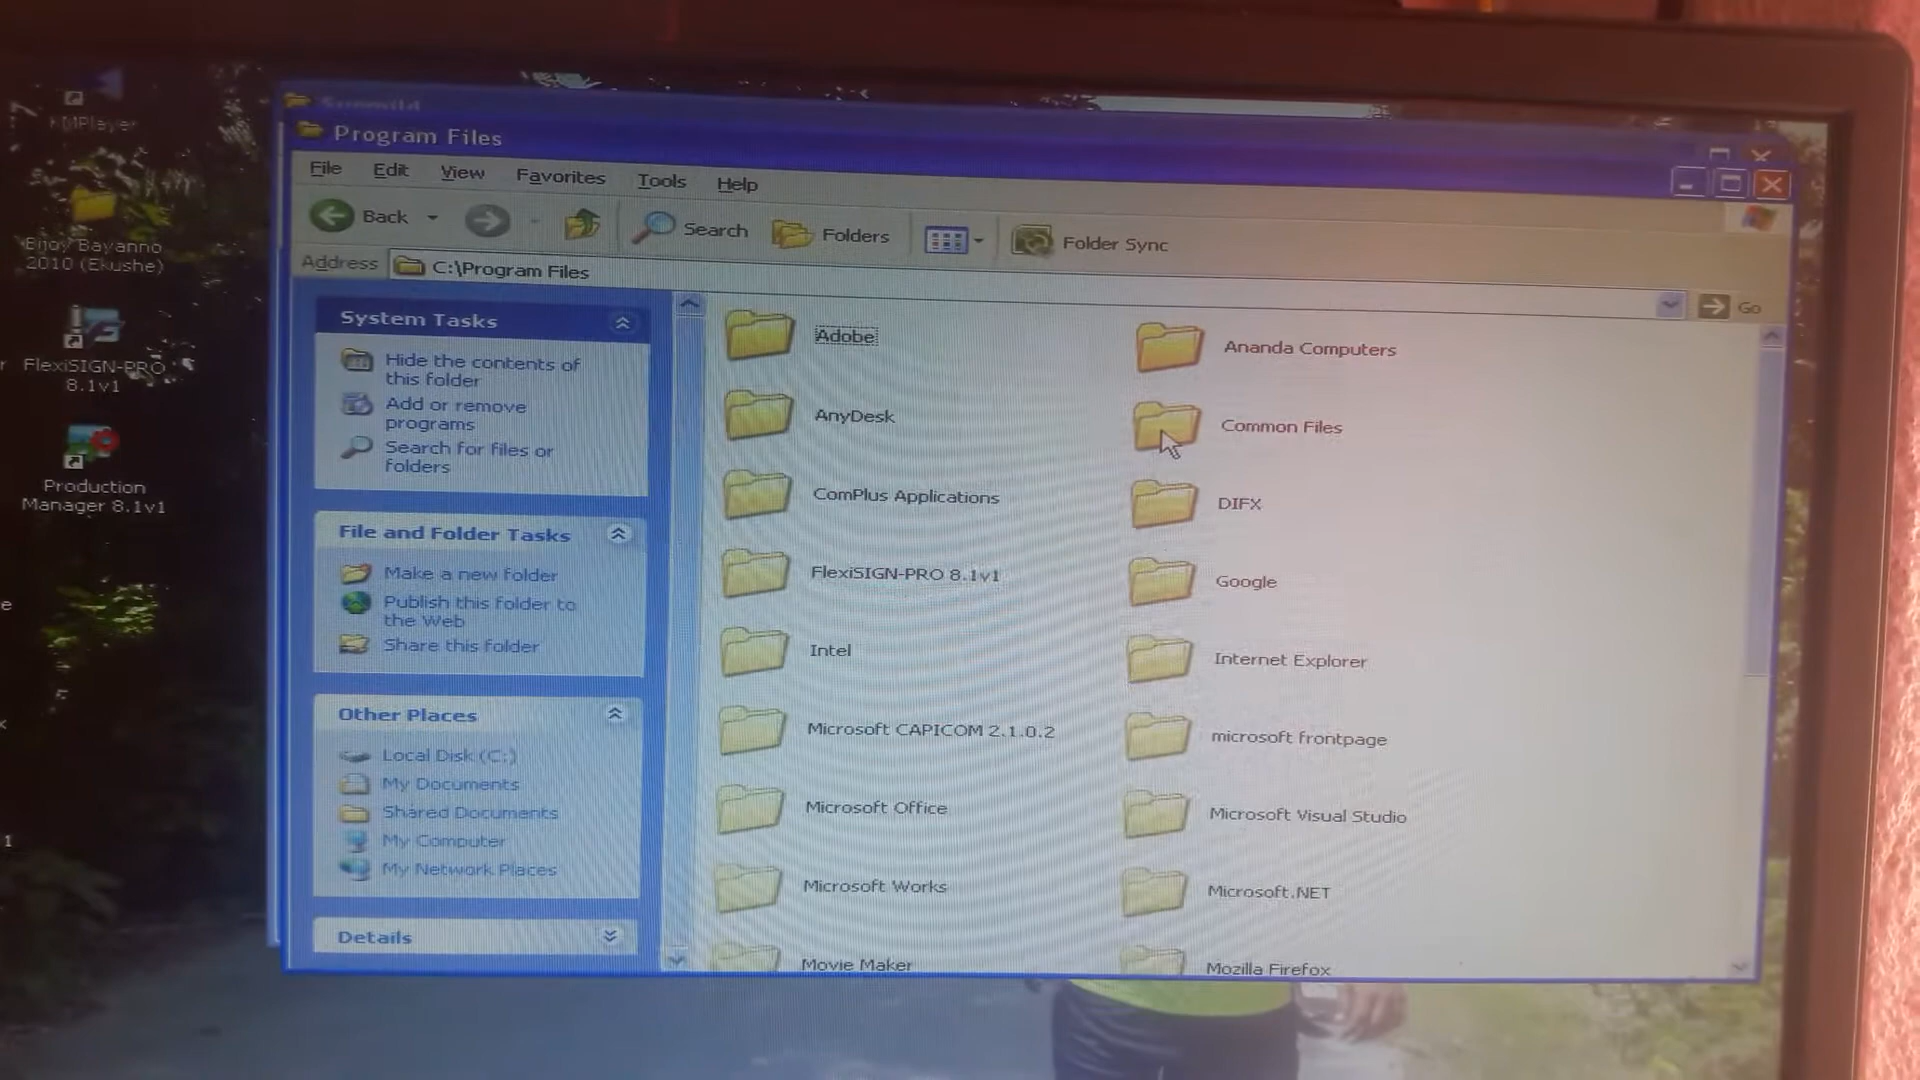 KMPlayer
Enjoy Bayanno
2010 (Ekushe)
FlexiSIGN-PRO
8.1v1
Production
Manager 8.1v1
Program Files
File Edit View Favorites Tools Help
Back Search Folders Folder Sync
Address C:\Program Files Go
System Tasks
Hide the contents of
this folder
Add or remove
programs
Search for files or
folders
File and Folder Tasks
Make a new folder
Publish this folder to
the Web
Share this folder
Other Places
Local Disk (C:)
My Documents
Shared Documents
My Computer
My Network Places
Details
Adobe Ananda Computers
AnyDesk Common Files
ComPlus Applications DIFX
FlexiSIGN-PRO 8.1v1 Google
Intel Internet Explorer
Microsoft CAPICOM 2.1.0.2 microsoft frontpage
Microsoft Office Microsoft Visual Studio
Microsoft Works Microsoft.NET
Movie Maker Mozilla Firefox